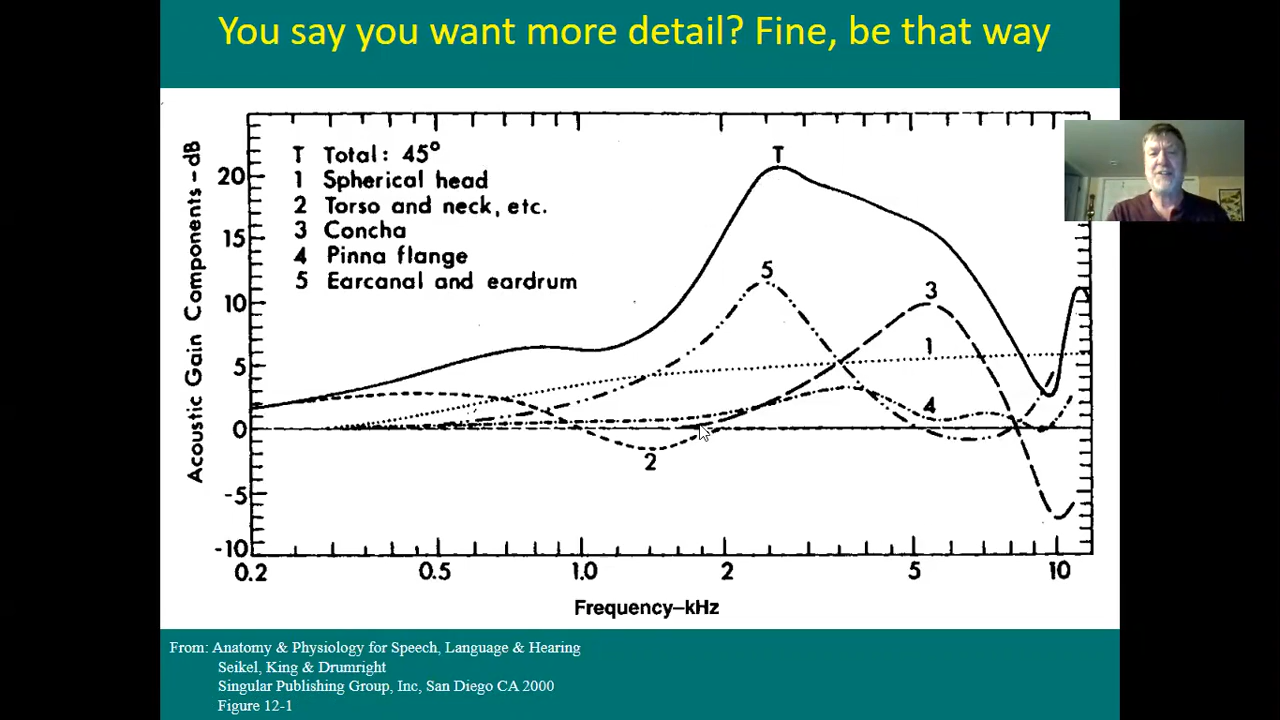 You say you want more detail? Fine, be that way
T Total: 45°
1 Spherical head
2 Torso and neck, etc.
3 Concha
4 Pinna flange
5 Earcanal and eardrum
Acoustic Gain Components–dB
20
15
10
5
0
-5
-10
T
5
3
1
4
2
0.2 0.5 1.0 2 5 10
Frequency–kHz
From: Anatomy & Physiology for Speech, Language & Hearing
Seikel, King & Drumright
Singular Publishing Group, Inc, San Diego CA 2000
Figure 12-1